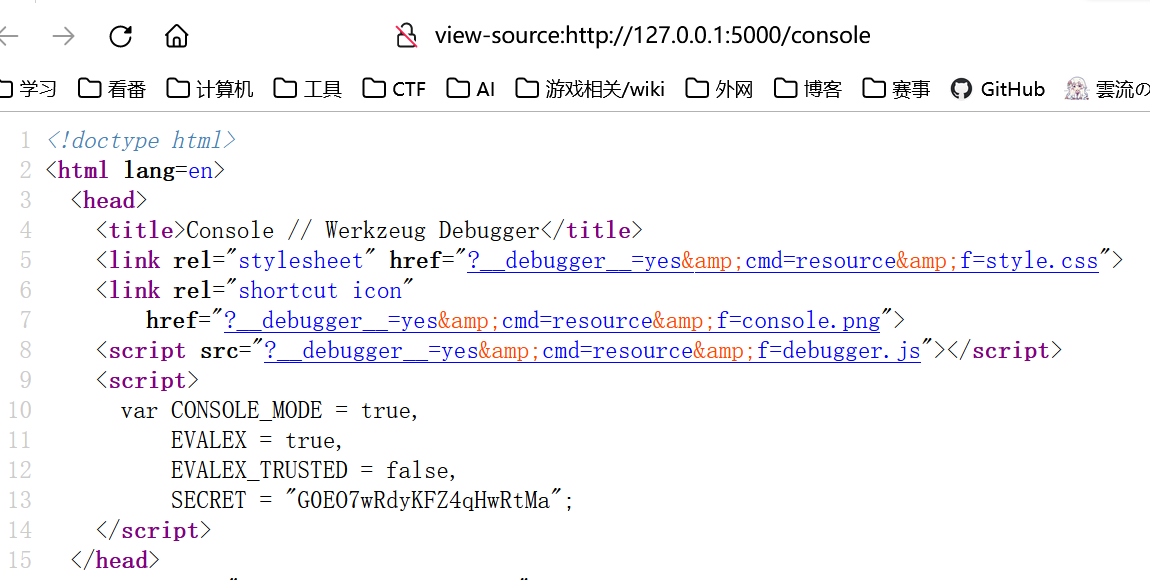 view-source:http://127.0.0.1:5000/console
学习 看番 计算机 工具 CTF AI 游戏相关/wiki 外网 博客 赛事 GitHub 雲流の
1 <!doctype html>
2 <html lang=en>
3 <head>
4 <title>Console // Werkzeug Debugger</title>
5 <link rel="stylesheet" href="?__debugger__=yes&amp;cmd=resource&amp;f=style.css">
6 <link rel="shortcut icon"
7 href="?__debugger__=yes&amp;cmd=resource&amp;f=console.png">
8 <script src="?__debugger__=yes&amp;cmd=resource&amp;f=debugger.js"></script>
9 <script>
10 var CONSOLE_MODE = true,
11 EVALEX = true,
12 EVALEX_TRUSTED = false,
13 SECRET = "G0EO7wRdyKFZ4qHwRtMa";
14 </script>
15 </head>